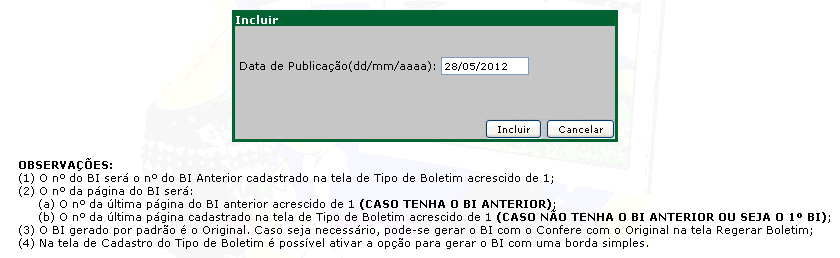 Incluir
Data de Publicação(dd/mm/aaaa): 28/05/2012
Incluir Cancelar
OBSERVAÇÕES:
(1) O nº do BI será o nº do BI Anterior cadastrado na tela de Tipo de Boletim acrescido de 1;
(2) O nº da página do BI será:
(a) O nº da última página do BI anterior acrescido de 1 (CASO TENHA O BI ANTERIOR);
(b) O nº da última página cadastrado na tela de Tipo de Boletim acrescido de 1 (CASO NÃO TENHA O BI ANTERIOR OU SEJA O 1º BI);
(3) O BI gerado por padrão é o Original. Caso seja necessário, pode-se gerar o BI com o Confere com o Original na tela Regerar Boletim;
(4) Na tela de Cadastro do Tipo de Boletim é possível ativar a opção para gerar o BI com uma borda simples.